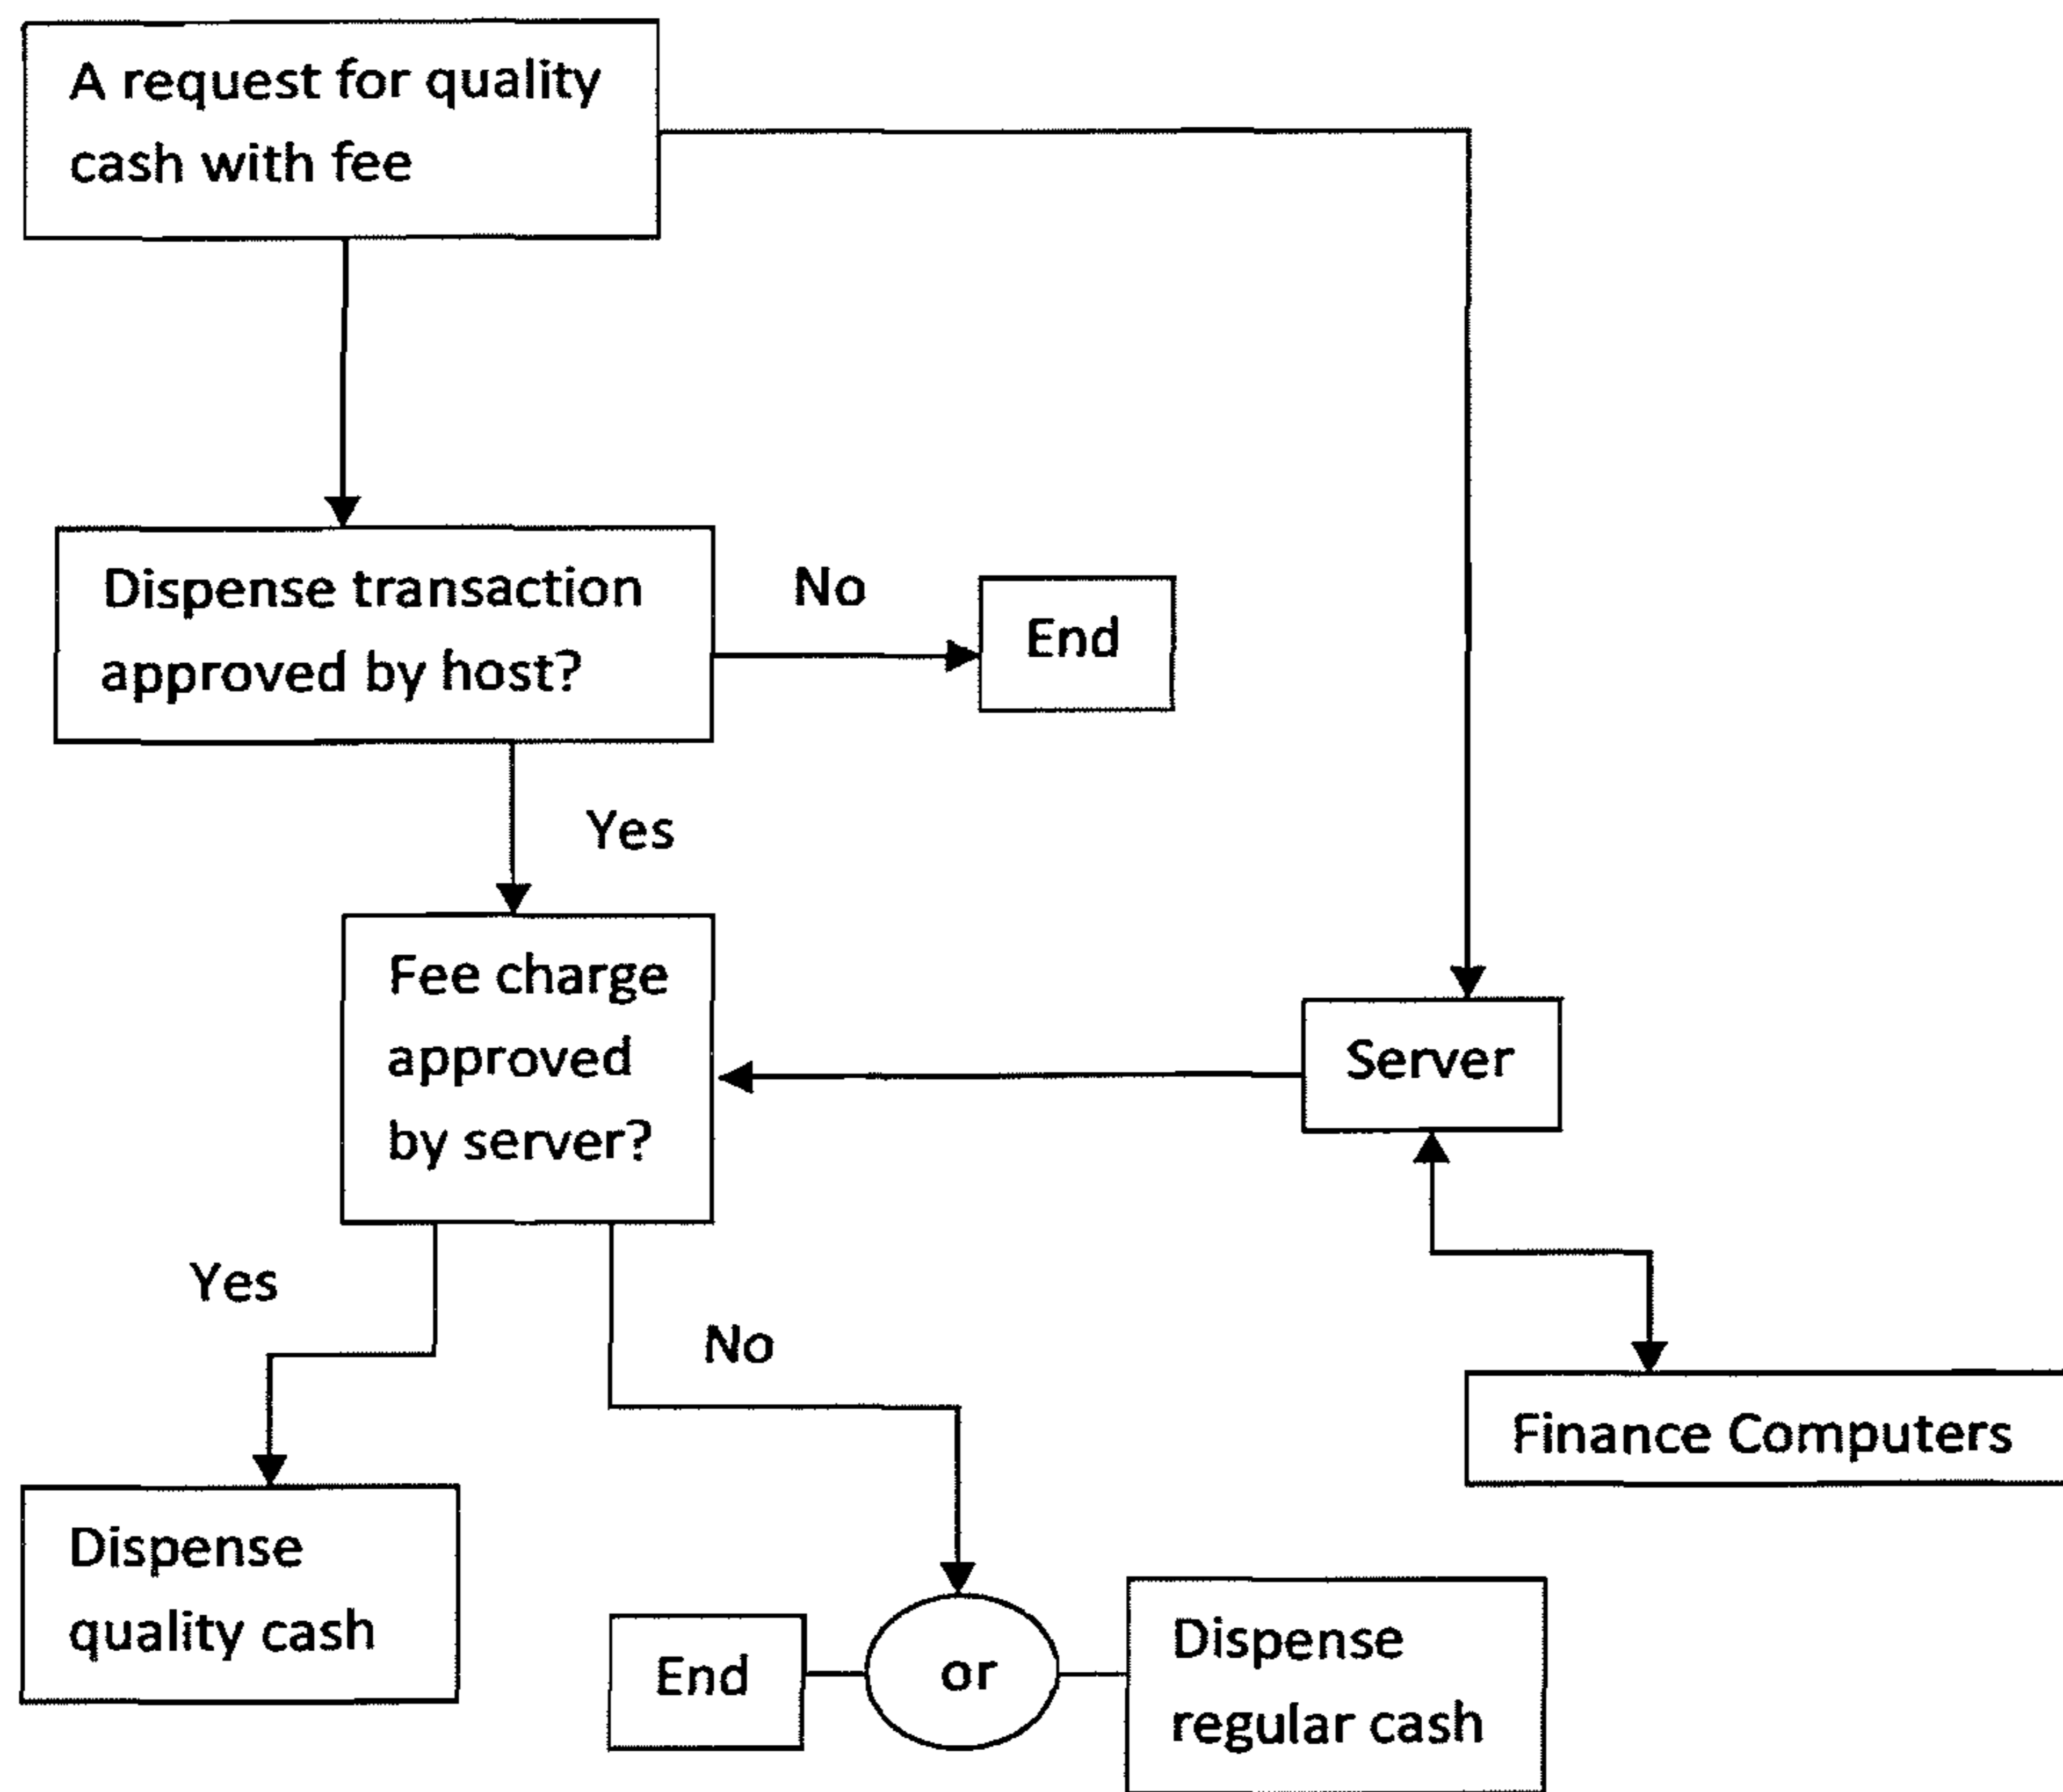 A request for quality
cash with fee
Dispense transaction
approved by host?
No
End
Yes
Fee charge
approved
by server?
Server
Yes
No
Finance Computers
Dispense
quality cash
End
or
Dispense
regular cash